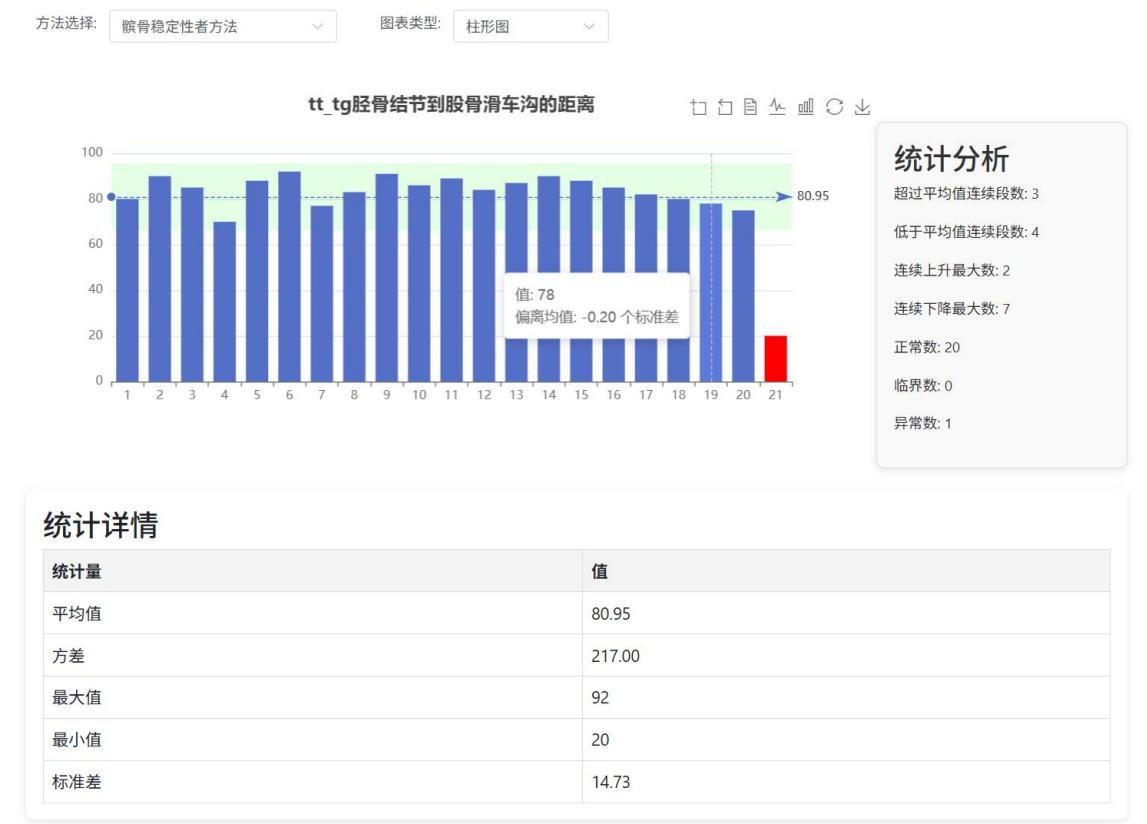 方法选择: 髌骨稳定性者方法 图表类型: 柱形图
tt_tg胫骨结节到股骨滑车沟的距离
100
80
60
40
20
0
80.95
值: 78
偏离均值: -0.20 个标准差
1 2 3 4 5 6 7 8 9 10 11 12 13 14 15 16 17 18 19 20 21
统计分析
超过平均值连续段数: 3
低于平均值连续段数: 4
连续上升最大数: 2
连续下降最大数: 7
正常数: 20
临界数: 0
异常数: 1
统计详情
统计量 值
平均值 80.95
方差 217.00
最大值 92
最小值 20
标准差 14.73